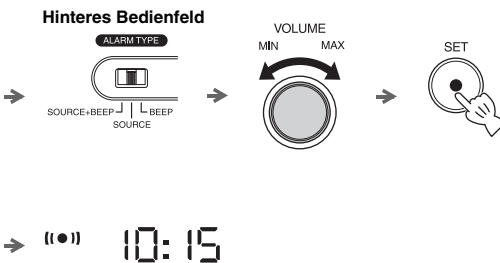 Hinteres Bedienfeld
ALARM TYPE
SOURCE+BEEP
BEEP
SOURCE
VOLUME
MIN MAX
SET
10:15